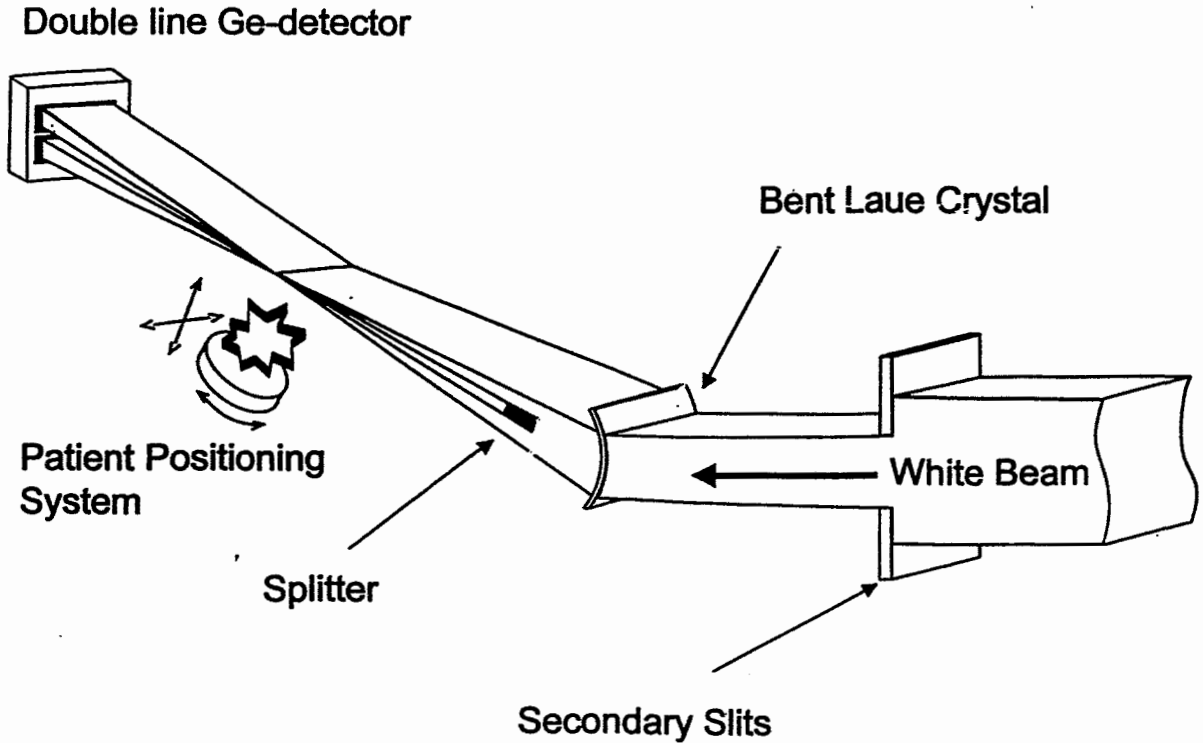 Double line Ge-detector
Bent Laue Crystal
White Beam
Patient Positioning
System
Splitter
Secondary Slits